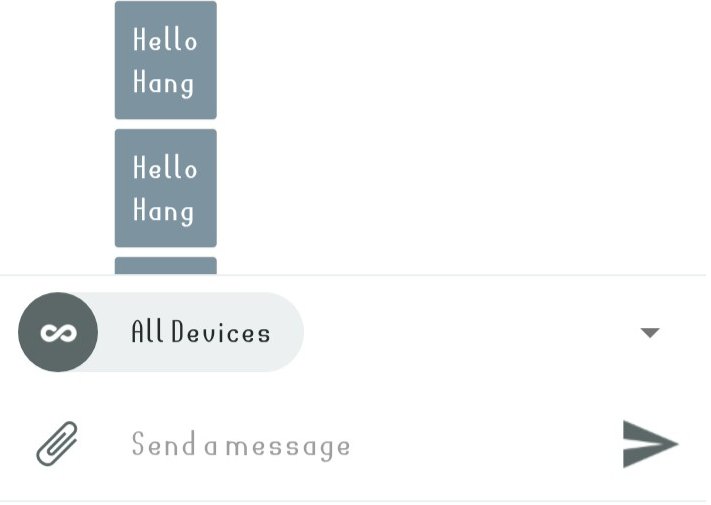 Hello
Hang
Hello
Hang
All Devices
Send a message